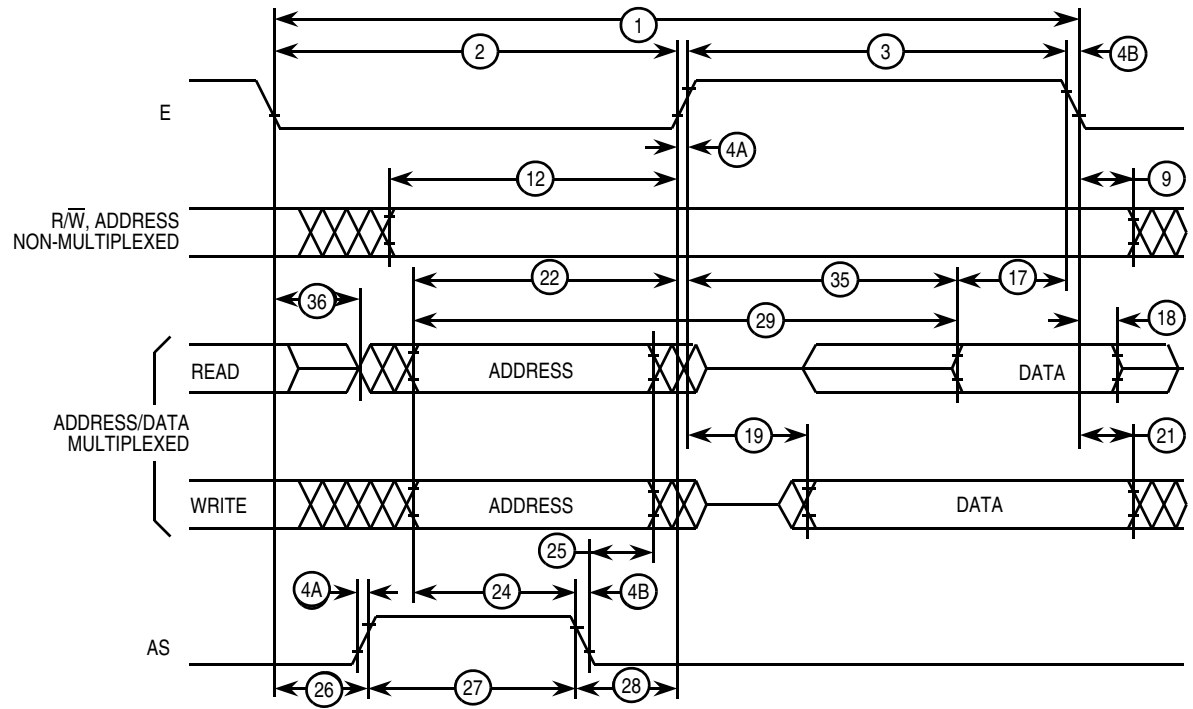 1
2
3
4B
E
4A
12
9
R/W̅, ADDRESS
NON-MULTIPLEXED
22
35
17
36
29
18
READ
ADDRESS
DATA
ADDRESS/DATA
MULTIPLEXED
19
21
WRITE
ADDRESS
DATA
25
4A
24
4B
AS
26
27
28